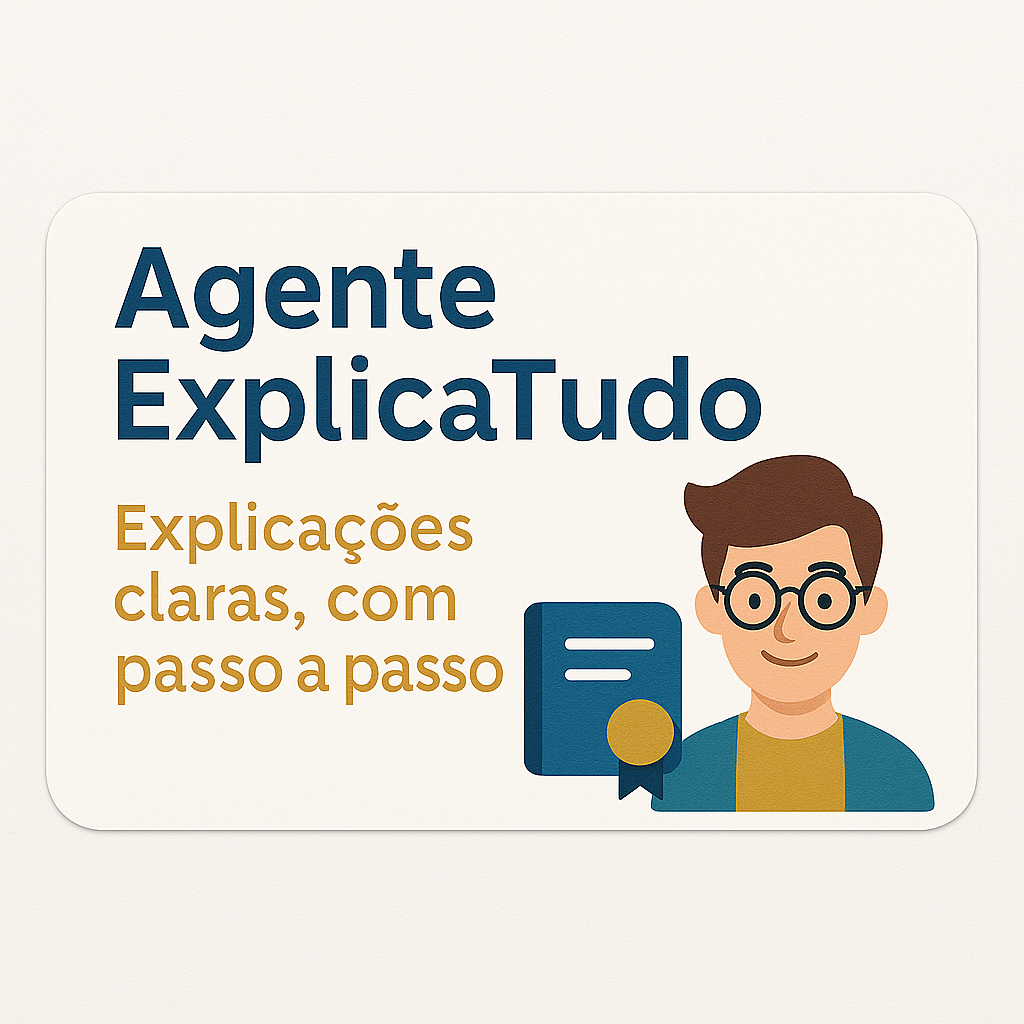 Agente
ExplicaTudo
Explicações
claras, com
passo a passo